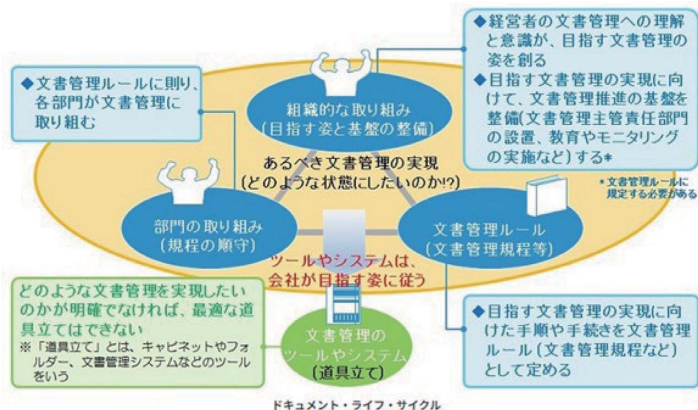 ◆経営者の文書管理への理解
と意識が、目指す文書管理の
姿を創る
◆目指す文書管理の実現に向
けて、文書管理推進の基盤を
整備(文書管理主管責任部門
の設置、教育やモニタリング
の実施など)する*
*文書管理ルールに
規定する必要がある
◆文書管理ルールに則り、
各部門が文書管理に
取り組む
組織的な取り組み
(目指す姿と基盤の整備)
あるべき文書管理の実現
(どのような状態にしたいのか!?)
部門の取り組み
(規程の順守)
文書管理ルール
(文書管理規程等)
ツールやシステムは、
会社が目指す姿に従う
どのような文書管理を実現したい
のかが明確でなければ、最適な道
具立てはできない
※「道具立て」とは、キャビネットやフ
ォルダー、文書管理システムなどのツール
をいう
文書管理の
ツールやシステム
(道具立て)
◆目指す文書管理の実現に
向けた手順や手続きを文書管理
ルール(文書管理規程など)
として定める
ドキュメント・ライフ・サイクル